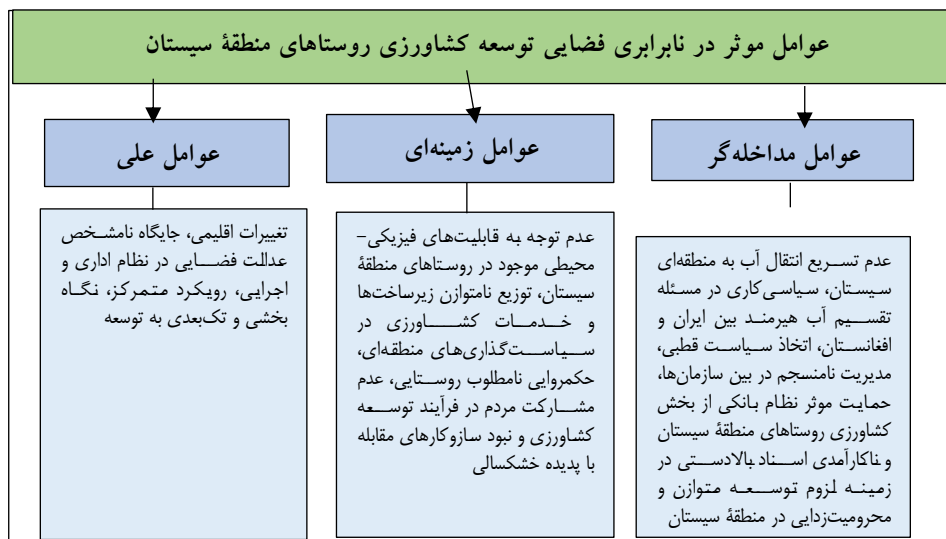 عوامل موثر در نابرابری فضایی توسعه کشاورزی روستاهای منطقۀ سیستان
عوامل مداخله‌گر
عدم تسریع انتقال آب به منطقه‌ای
سیستان، سیاسی‌کاری در مسئله
تقسیم آب هیرمند بین ایران و
افغانستان، اتخاذ سیاست قطبی،
مدیریت نامنسجم در بین سازمان‌ها،
حمایت موثر نظام بانکی از بخش
کشاورزی روستاهای منطقۀ سیستان
و ناکارآمدی اسناد بالادستی در
زمینه لزوم توسعه متوازن و
محرومیت‌زدایی در منطقۀ سیستان
عوامل زمینه‌ای
عدم توجه به قابلیت‌های فیزیکی-
محیطی موجود در روستاهای منطقۀ
سیستان، توزیع نامتوازن زیرساخت‌ها
و خدمات کشاورزی در
سیاست‌گذاری‌های منطقه‌ای،
حکمروایی نامطلوب روستایی، عدم
مشارکت مردم در فرآیند توسعه
کشاورزی و نبود سازوکارهای مقابله
با پدیده خشکسالی
عوامل علی
تغییرات اقلیمی، جایگاه نامشخص
عدالت فضایی در نظام اداری و
اجرایی، رویکرد متمرکز، نگاه
بخشی و تک‌بعدی به توسعه